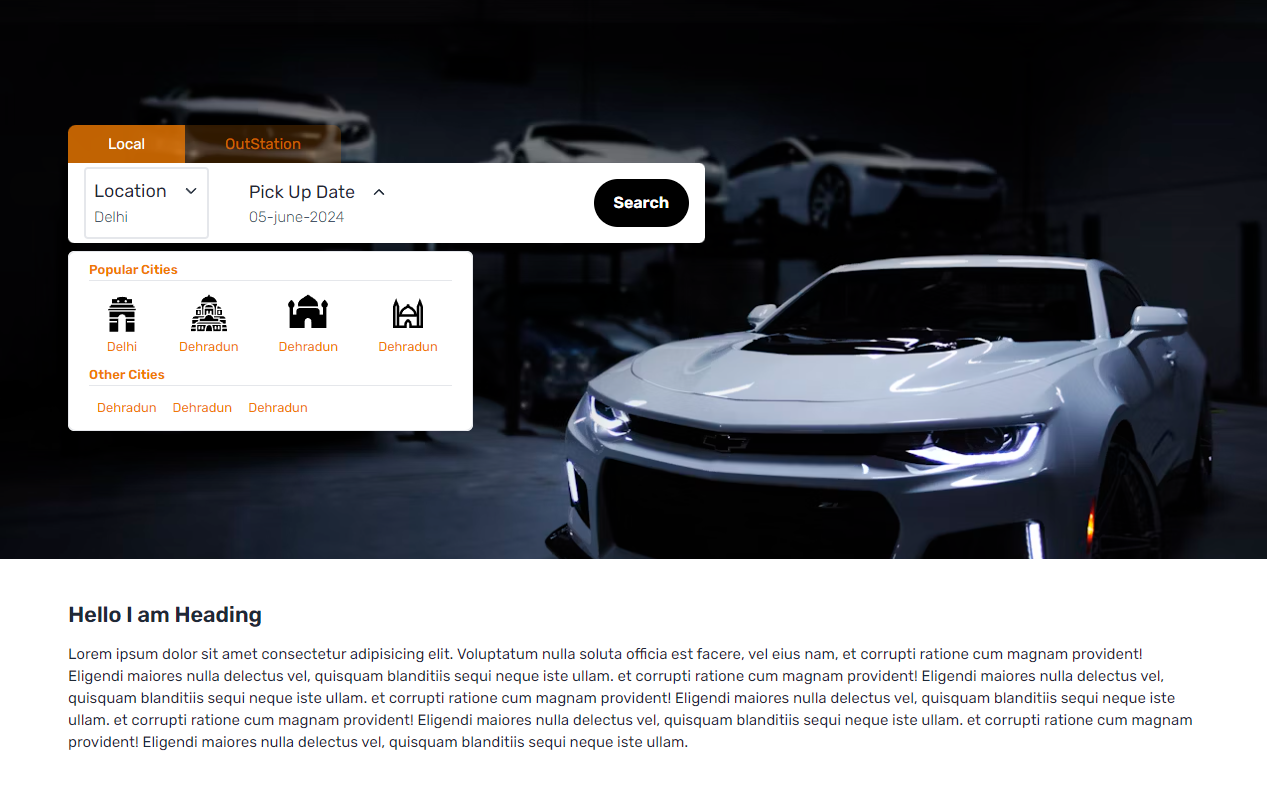 Local OutStation
Location Pick Up Date
Delhi 05-june-2024
Search
Popular Cities
Delhi Dehradun Dehradun Dehradun
Other Cities
Dehradun Dehradun Dehradun
Hello I am Heading
Lorem ipsum dolor sit amet consectetur adipisicing elit. Voluptatum nulla soluta officia est facere, vel eius nam, et corrupti ratione cum magnam provident!
Eligendi maiores nulla delectus vel, quisquam blanditiis sequi neque iste ullam. et corrupti ratione cum magnam provident! Eligendi maiores nulla delectus vel,
quisquam blanditiis sequi neque iste ullam. et corrupti ratione cum magnam provident! Eligendi maiores nulla delectus vel, quisquam blanditiis sequi neque iste
ullam. et corrupti ratione cum magnam provident! Eligendi maiores nulla delectus vel, quisquam blanditiis sequi neque iste ullam. et corrupti ratione cum magnam
provident! Eligendi maiores nulla delectus vel, quisquam blanditiis sequi neque iste ullam.